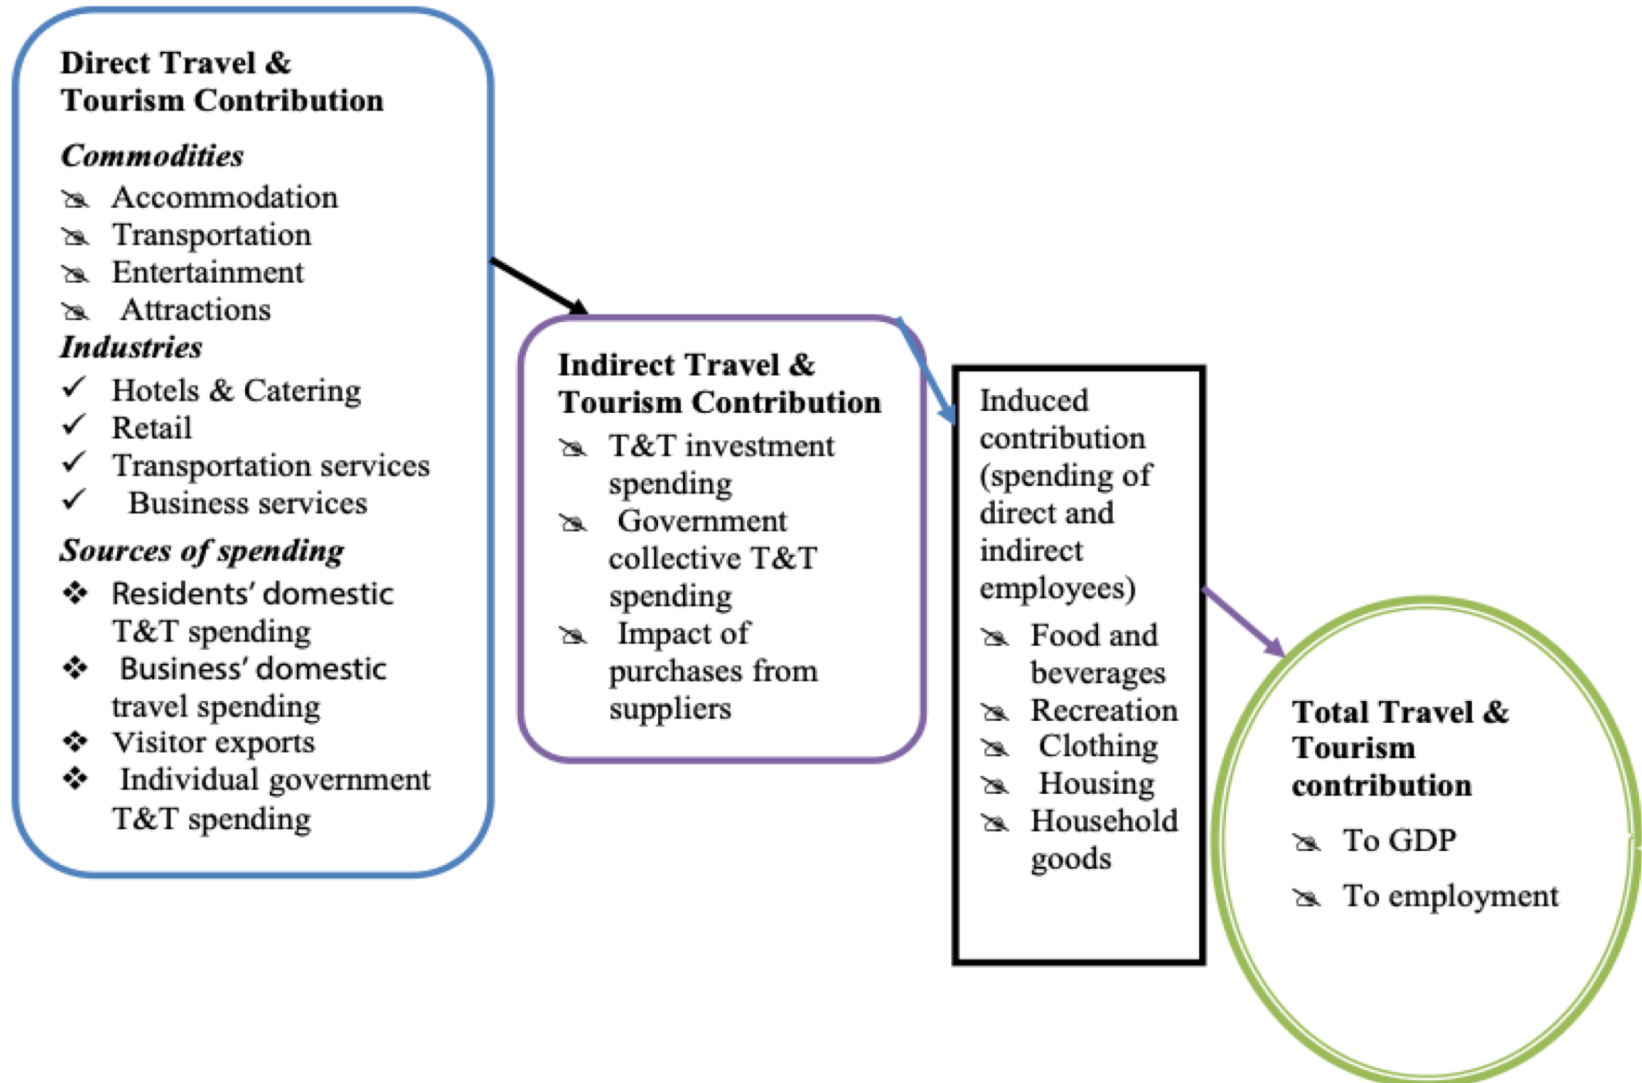 Direct Travel &
Tourism Contribution
Commodities
Accommodation
Transportation
Entertainment
Attractions
Industries
✓ Hotels & Catering
✓ Retail
✓ Transportation services
✓ Business services
Sources of spending
❖ Residents’ domestic
T&T spending
❖ Business’ domestic
travel spending
❖ Visitor exports
❖ Individual government
T&T spending
Indirect Travel &
Tourism Contribution
T&T investment
spending
Government
collective T&T
spending
Impact of
purchases from
suppliers
Induced
contribution
(spending of
direct and
indirect
employees)
Food and
beverages
Recreation
Clothing
Housing
Household
goods
Total Travel &
Tourism
contribution
To GDP
To employment